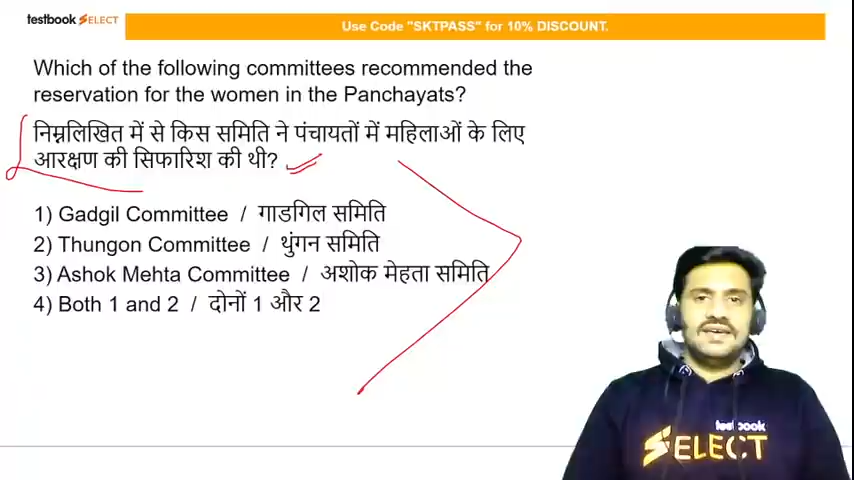 testbook SELECT
Use Code "SKTPASS" for 10% DISCOUNT.
Which of the following committees recommended the
reservation for the women in the Panchayats?
निम्नलिखित में से किस समिति ने पंचायतों में महिलाओं के लिए
आरक्षण की सिफारिश की थी?
1) Gadgil Committee / गाडगिल समिति
2) Thungon Committee / थुंगन समिति
3) Ashok Mehta Committee / अशोक मेहता समिति
4) Both 1 and 2 / दोनों 1 और 2
testbook
SELECT